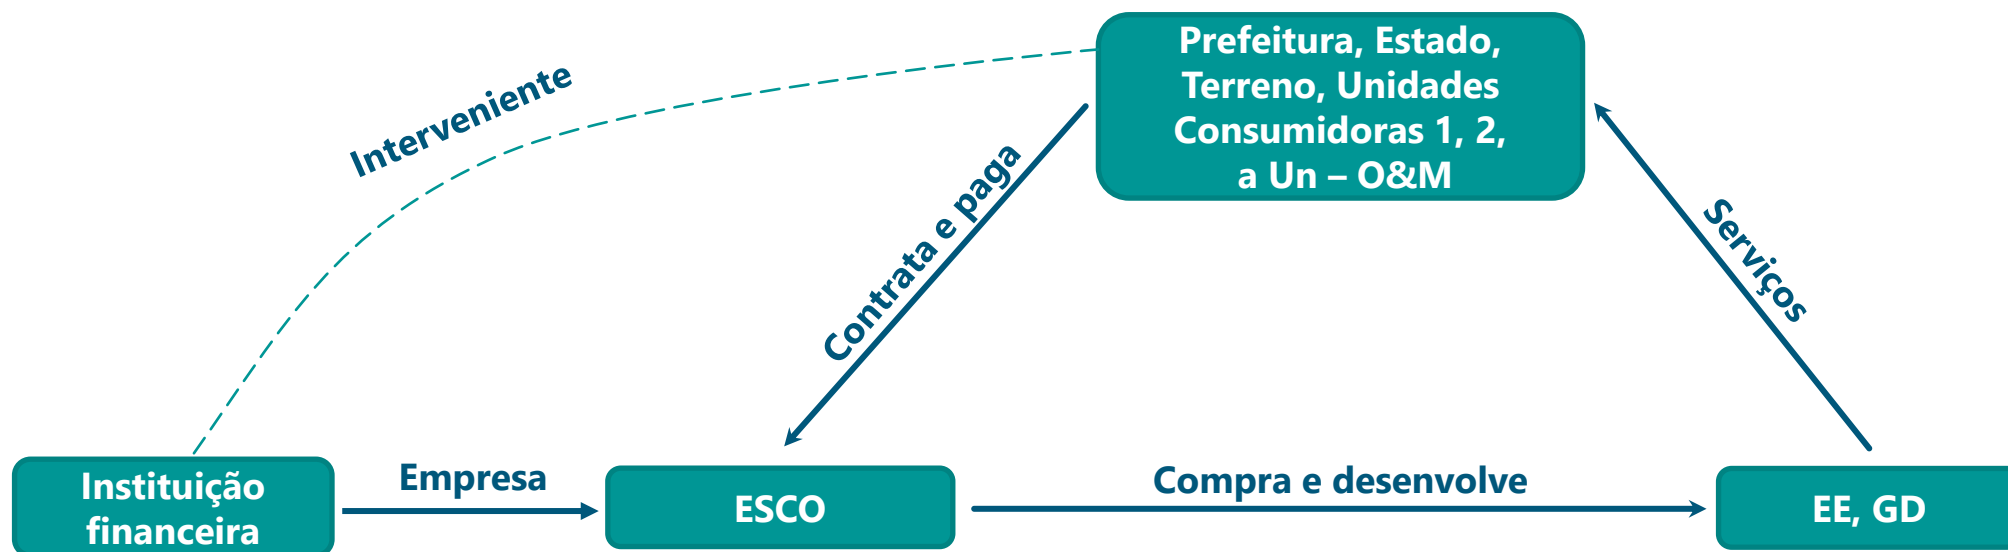 Prefeitura, Estado,
Terreno, Unidades
Consumidoras 1, 2,
a Un – O&M
Interveniente
Contrata e paga
Serviços
Instituição
financeira
Empresa
ESCO
Compra e desenvolve
EE, GD